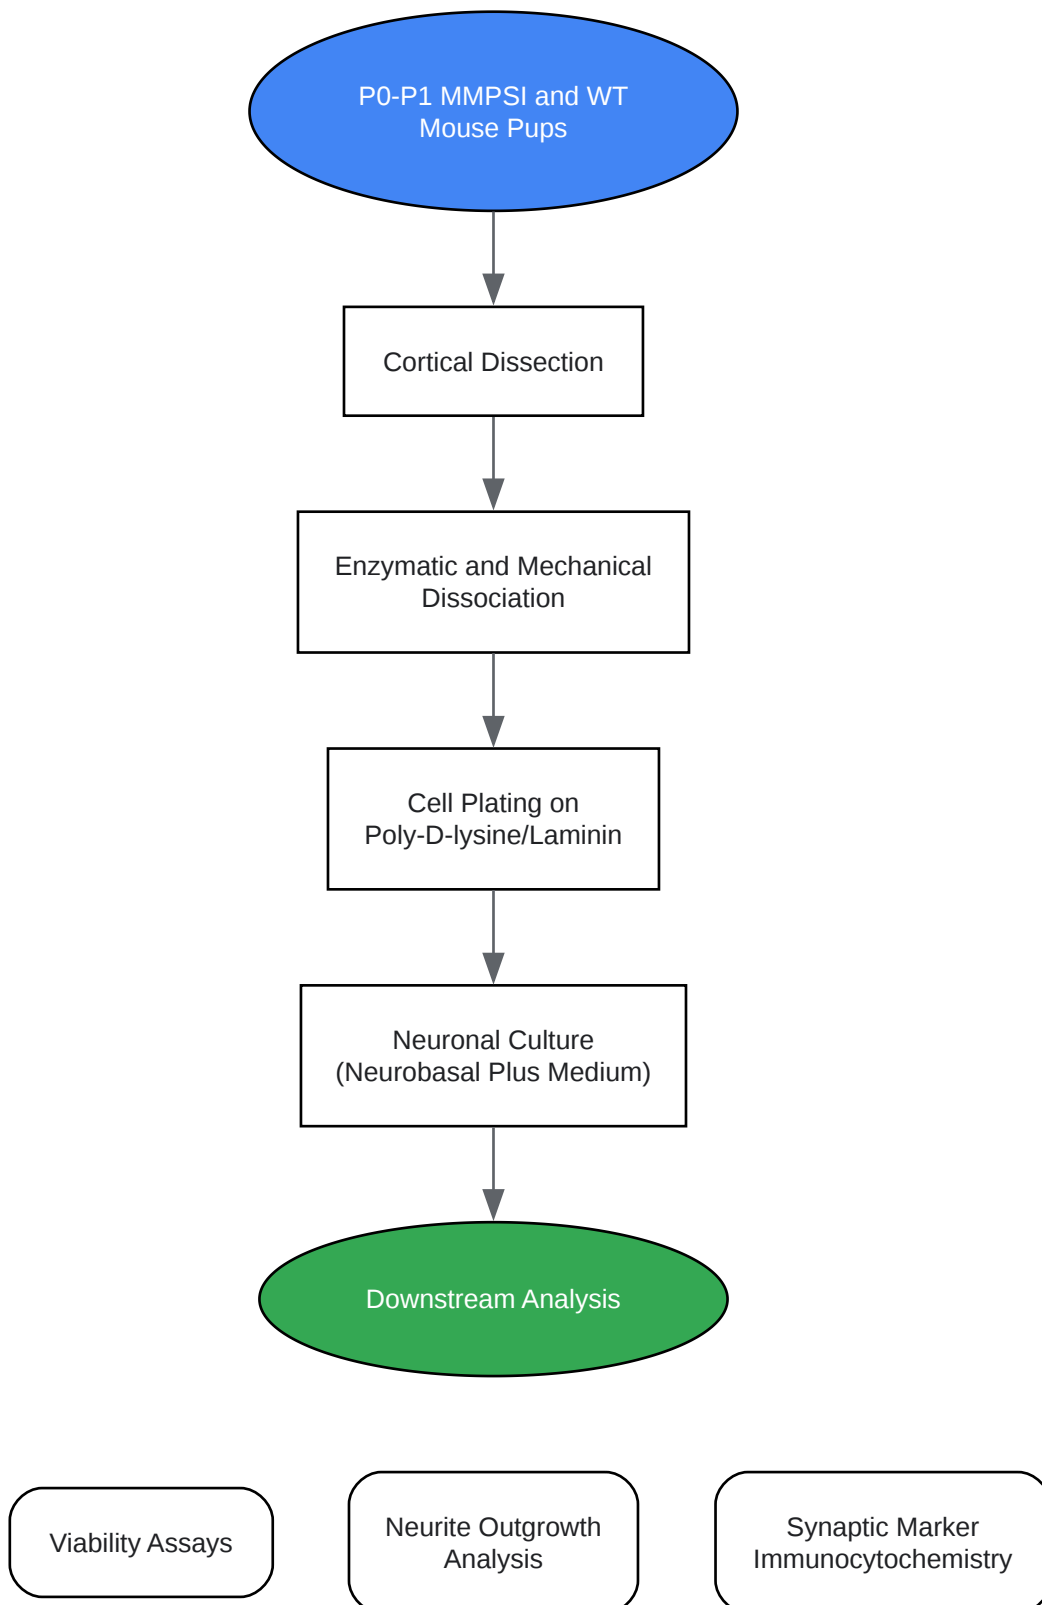 P0-P1 MMPSI and WT
Mouse Pups
Cortical Dissection
Enzymatic and Mechanical
Dissociation
Cell Plating on
Poly-D-lysine/Laminin
Neuronal Culture
(Neurobasal Plus Medium)
Downstream Analysis
Viability Assays
Neurite Outgrowth
Analysis
Synaptic Marker
Immunocytochemistry